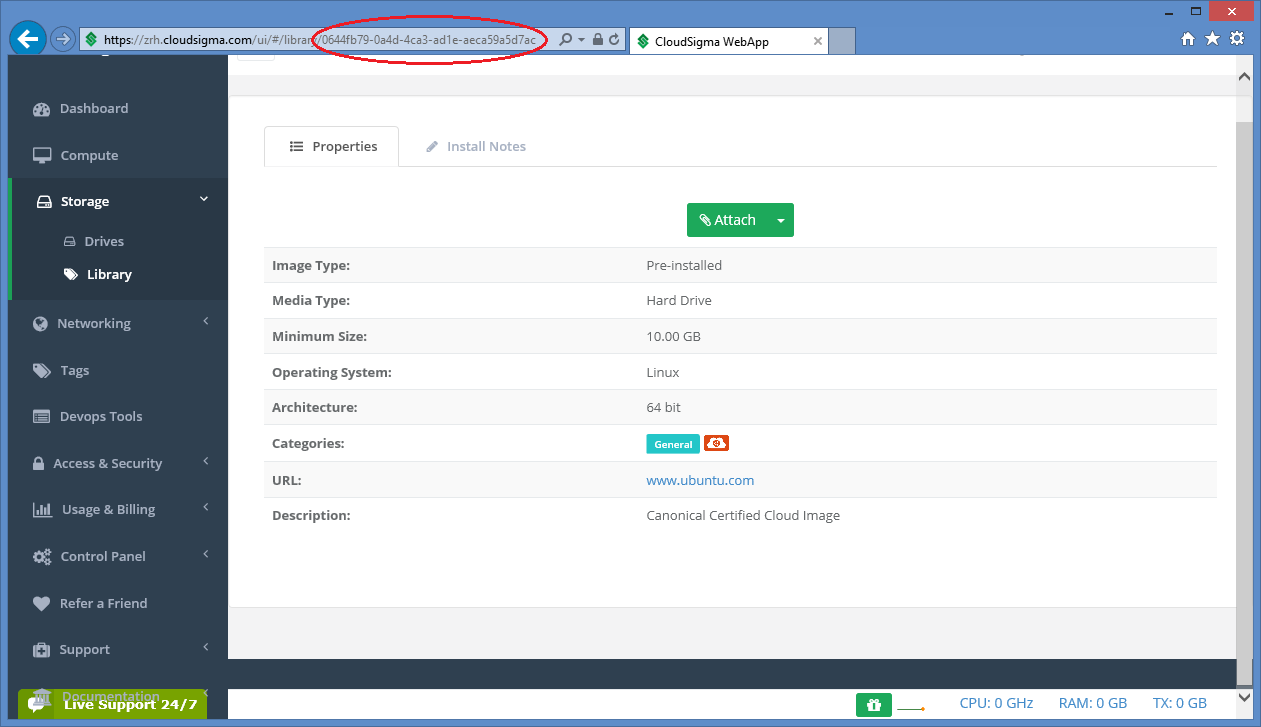 https://zrh.cloudsigma.com/ui/#/library/0644fb79-0a4d-4ca3-ad1e-aeca59a5d7ac
CloudSigma WebApp
Dashboard
Compute
Storage
Drives
Library
Networking
Tags
Devops Tools
Access & Security
Usage & Billing
Control Panel
Refer a Friend
Support
Documentation
Live Support 24/7
Properties
Install Notes
Attach
Image Type: Pre-installed
Media Type: Hard Drive
Minimum Size: 10.00 GB
Operating System: Linux
Architecture: 64 bit
Categories: General
URL: www.ubuntu.com
Description: Canonical Certified Cloud Image
CPU: 0 GHz RAM: 0 GB TX: 0 GB